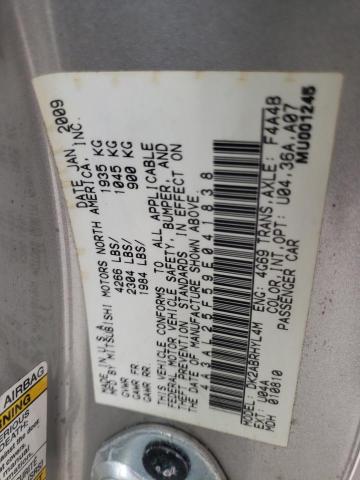 MADE IN U.S.A. DATE JAN 2009
MFD BY MITSUBISHI MOTORS NORTH AMERICA, INC.
GVWR 4266 LBS/ 1935 KG
GAWR FR 2304 LBS/ 1045 KG
GAWR RR 1984 LBS/ 900 KG
THIS VEHICLE CONFORMS TO ALL APPLICABLE
FEDERAL MOTOR VEHICLE SAFETY, BUMPER, AND
THEFT PREVENTION STANDARDS IN EFFECT ON
THE DATE OF MANUFACTURE SHOWN ABOVE
4A3AL25F59E041838
MODEL: DK2ABRHYL4M ENG: 4G69 TRANS. AXLE: F4A4B
EXT: U04A COLOR, INT. OPT: U04,36A,A07
MDH 010810 PASSENGER CAR
MU001245
AIRBAG